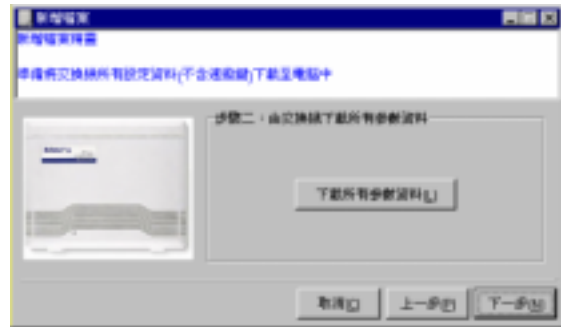 新增檔案
新增檔案精靈
準備將交換機所有設定資料(不含速撥鍵)下載至電腦中
步驟二：由交換機下載所有參數資料
下載所有參數資料(L)
取消(C) 上一步(P) 下一步(N)